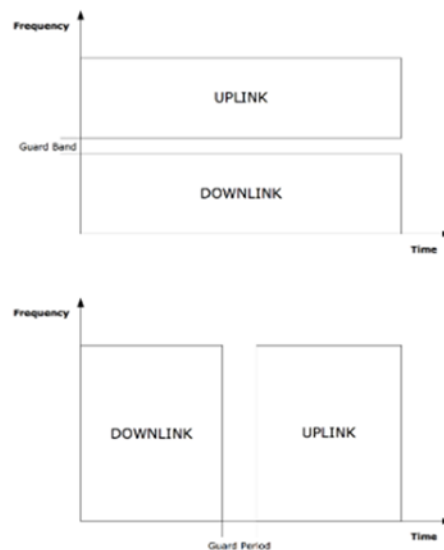 Frequency
UPLINK
Guard Band
DOWNLINK
Time
Frequency
DOWNLINK
UPLINK
Time
Guard Period